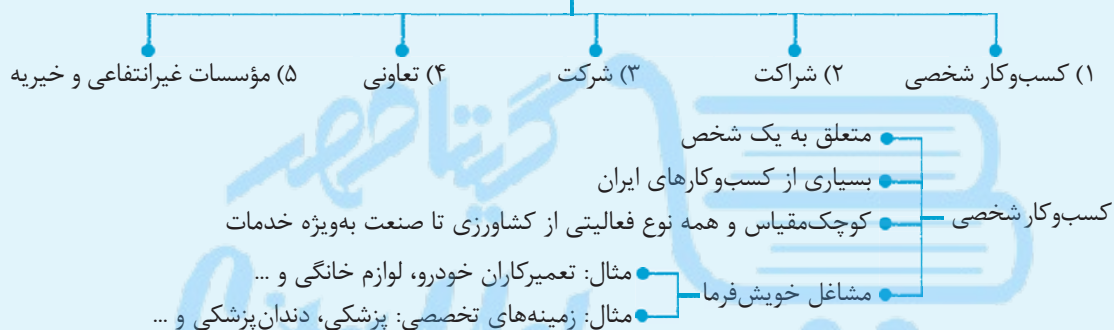 ۱) کسب‌وکار شخصی ۲) شراکت ۳) شرکت ۴) تعاونی ۵) مؤسسات غیرانتفاعی و خیریه
متعلق به یک شخص
بسیاری از کسب‌وکارهای ایران
کسب‌وکار شخصی
کوچک‌مقیاس و همه نوع فعالیتی از کشاورزی تا صنعت به‌ویژه خدمات
مثال: تعمیرکاران خودرو، لوازم خانگی و ...
مشاغل خویش‌فرما
مثال: زمینه‌های تخصصی: پزشکی، دندان‌پزشکی و ...